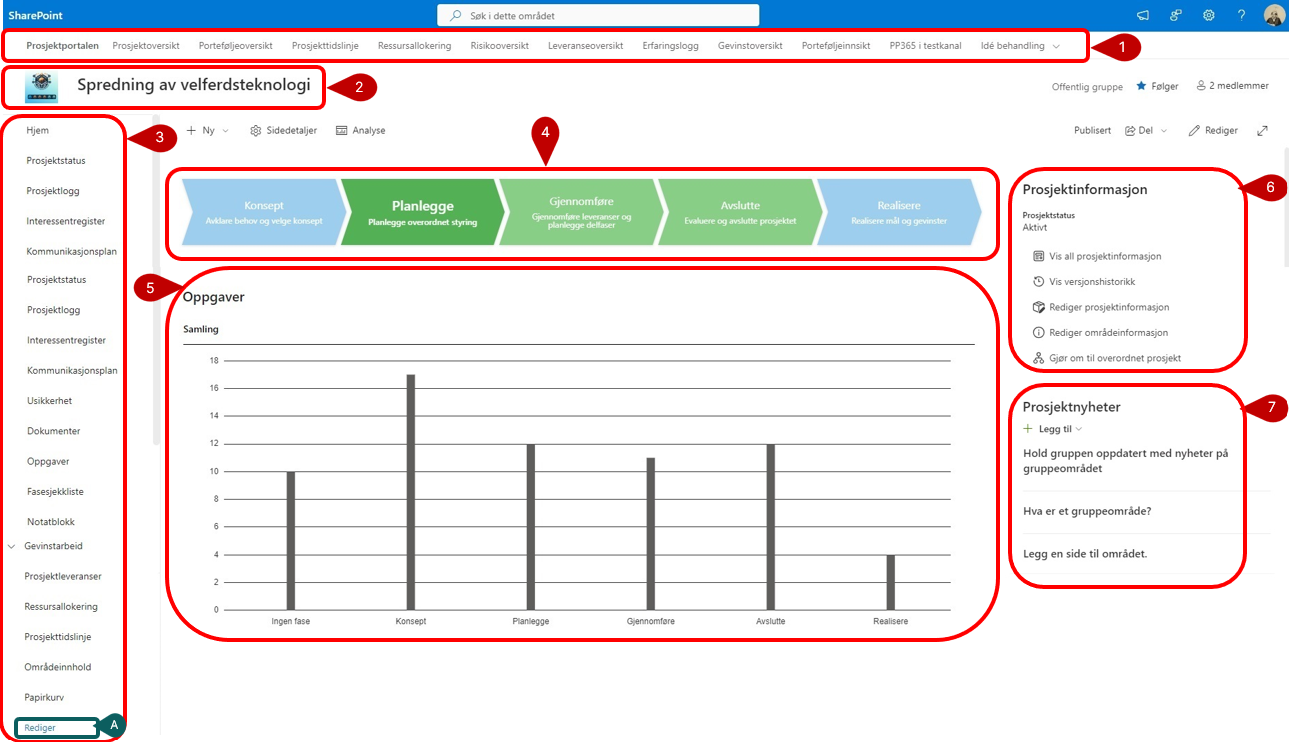 SharePoint
Søk i dette området
?
Prosjektportalen Prosjektoversikt Porteføljeoversikt Prosjekttidslinje Ressursallokering Risikooversikt Leveranseoversikt Erfaringslogg Gevinstoversikt Porteføljeinnsikt PP365 i testkanal Idé behandling
1
Spredning av velferdsteknologi
2
Offentlig gruppe Følger 2 medlemmer
3
Hjem
Prosjektstatus
Prosjektlogg
Interessentregister
Kommunikasjonsplan
Prosjektstatus
Prosjektlogg
Interessentregister
Kommunikasjonsplan
Usikkerhet
Dokumenter
Oppgaver
Fasesjekkliste
Notatblokk
Gevinstarbeid
Prosjektleveranser
Ressursallokering
Prosjekttidslinje
Områdeinnhold
Papirkurv
Rediger
A
Ny Sidedetaljer Analyse
Publisert Del Rediger
4
Konsept
Avklare behov og velge konsept
Planlegge
Planlegge overordnet styring
Gjennomføre
Gjennomføre leveranser og
planlegge delfaser
Avslutte
Evaluere og avslutte prosjektet
Realisere
Realisere mål og gevinster
5
Oppgaver
Samling
18
16
14
12
10
8
6
4
2
0
Ingen fase Konsept Planlegge Gjennomføre Avslutte Realisere
6
Prosjektinformasjon
Prosjektstatus
Aktivt
Vis all prosjektinformasjon
Vis versjonshistorikk
Rediger prosjektinformasjon
Rediger områdeinformasjon
Gjør om til overordnet prosjekt
7
Prosjektnyheter
Legg til
Hold gruppen oppdatert med nyheter på
gruppeområdet
Hva er et gruppeområde?
Legg en side til området.